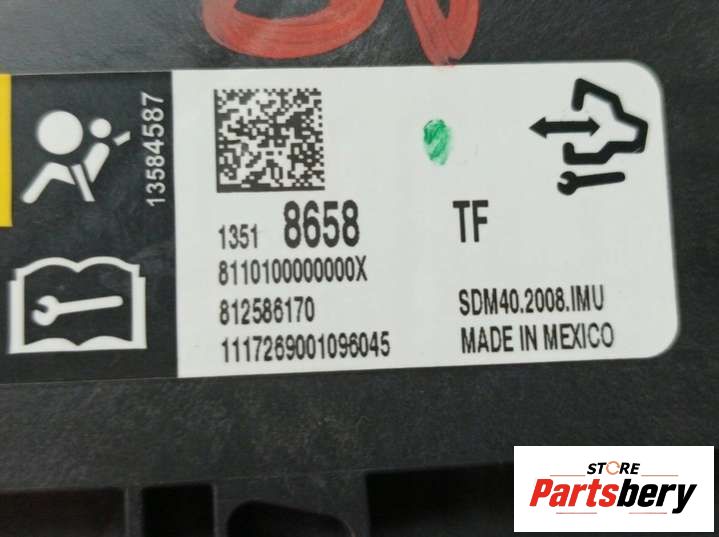 13584587
1351 8658 TF
8110100000000X
812586170 SDM40.2008.IMU
1117269001096045 MADE IN MEXICO
STORE
Partsbery